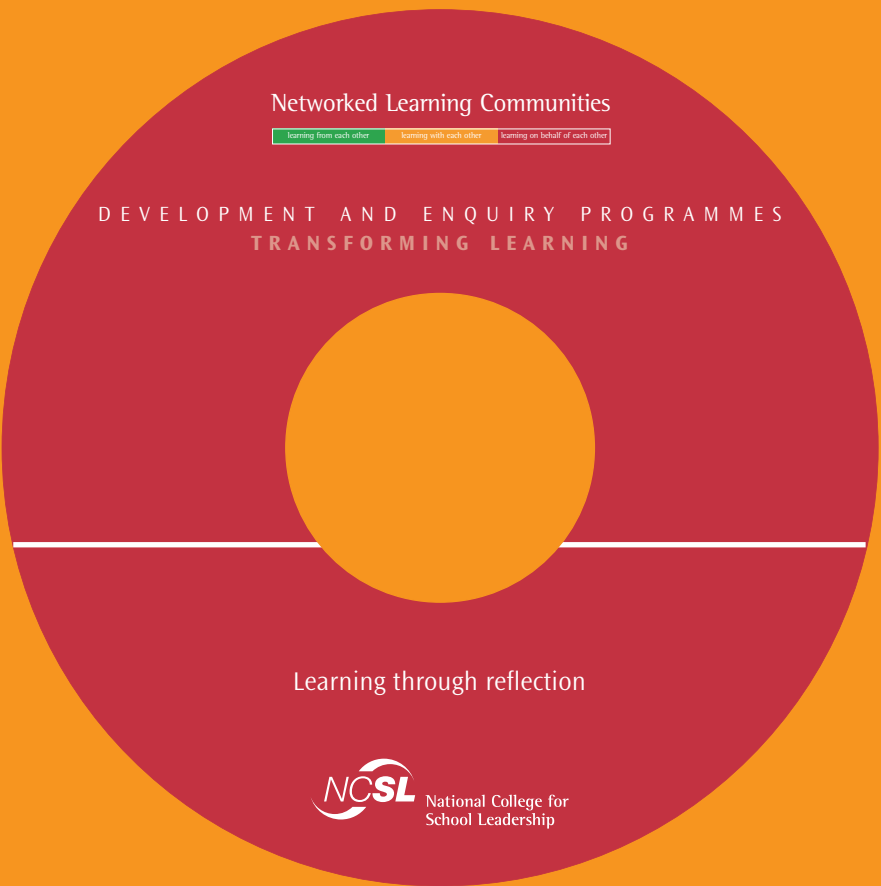 Networked Learning Communities
learning from each other learning with each other learning on behalf of each other
DEVELOPMENT AND ENQUIRY PROGRAMMES
TRANSFORMING LEARNING
Learning through reflection
NCSL National College for
School Leadership